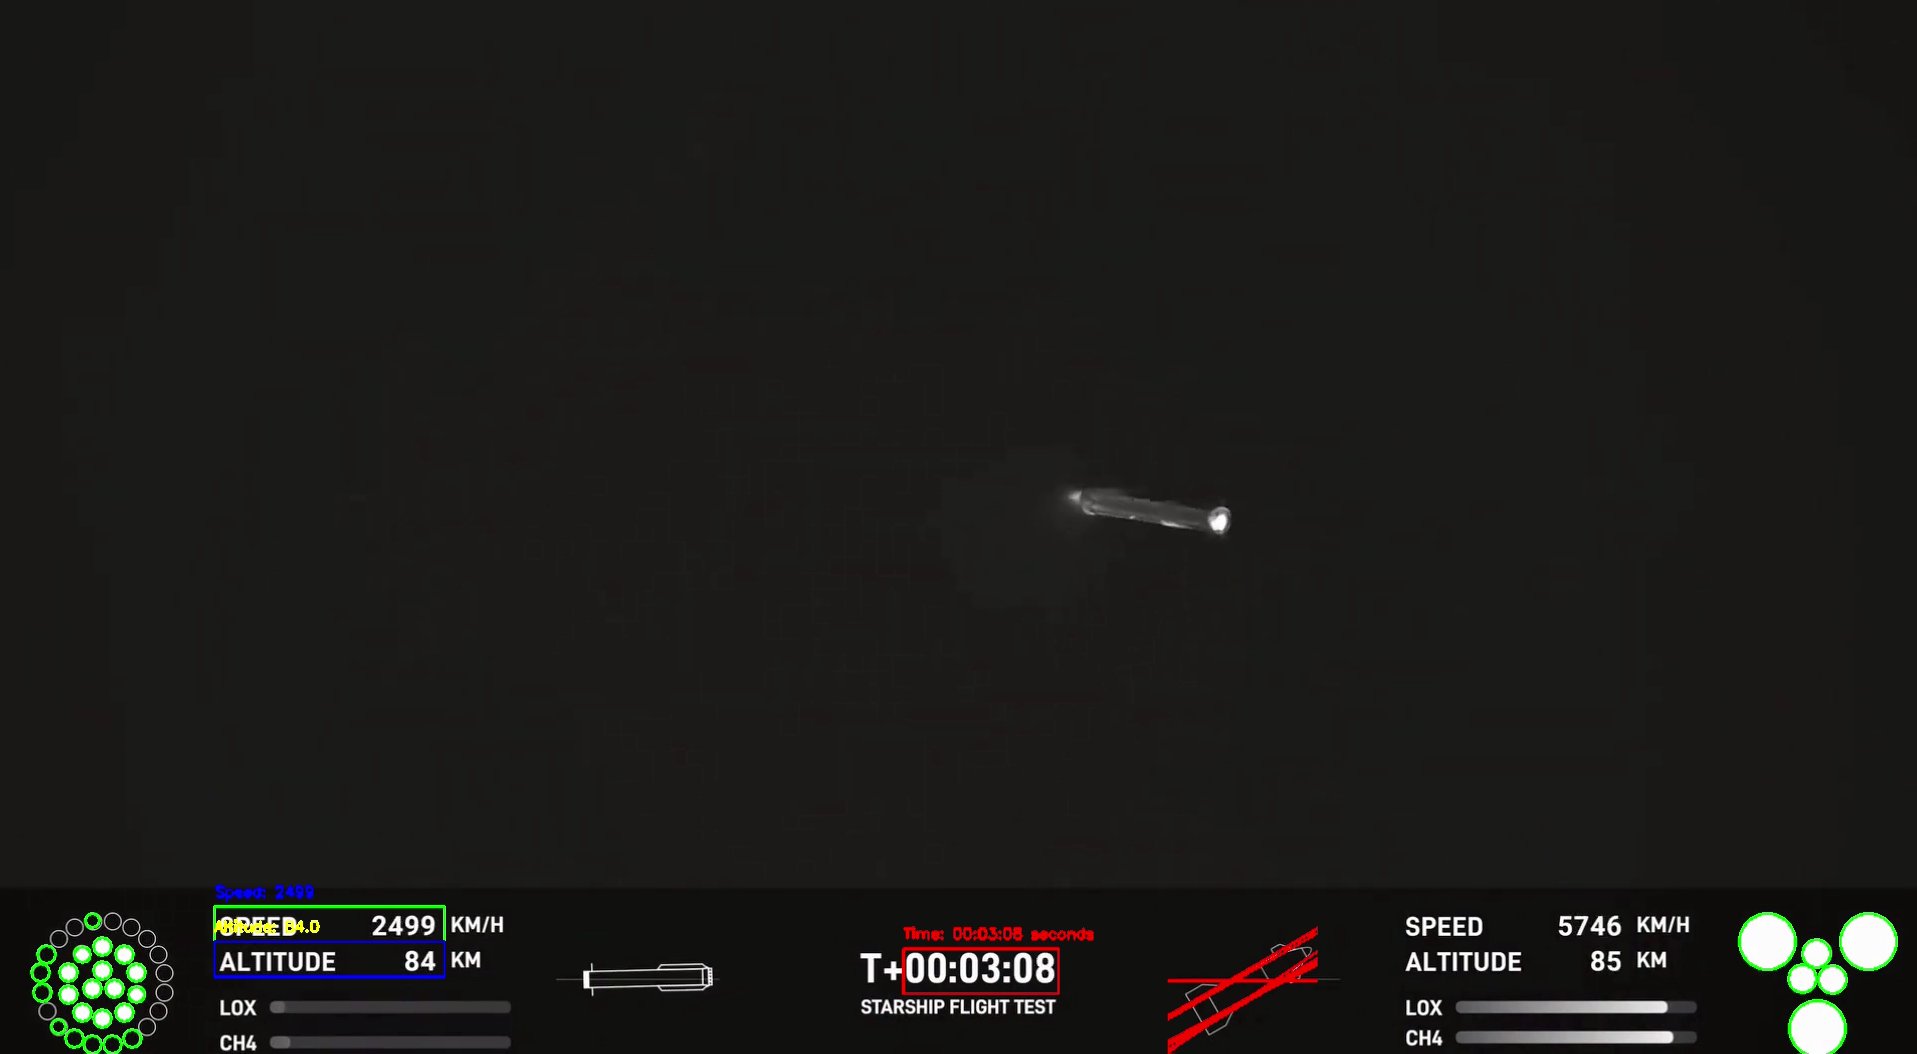 Speed: 2499
SPEED 2499 KM/H
ALTITUDE 84 KM
LOX
CH4
Time: 00:03:08 seconds
T+00:03:08
STARSHIP FLIGHT TEST
SPEED 5746 KM/H
ALTITUDE 85 KM
LOX
CH4